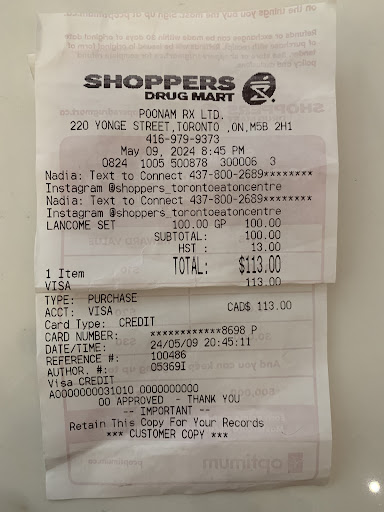 SHOPPERS
DRUG MART
POONAM RX LTD.
220 YONGE STREET,TORONTO ,ON,M5B 2H1
416-979-9373
May 09, 2024 8:45 PM
0824 1005 500878 300006 3
Nadia: Text to Connect 437-800-2689********
Instagram @shoppers_torontoeatoncentre
Nadia: Text to Connect 437-800-2689********
Instagram @shoppers_torontoeatoncentre
LANCOME SET 100.00 GP 100.00
SUBTOTAL: 100.00
HST : 13.00
TOTAL: $113.00
1 Item
VISA 113.00
TYPE: PURCHASE
ACCT: VISA CAD$ 113.00
Card Type: CREDIT
CARD NUMBER: ************8698 P
DATE/TIME: 24/05/09 20:45:11
REFERENCE #: 100486
AUTHOR. #: 05369I
Visa CREDIT
A0000000031010 0000000000
00 APPROVED - THANK YOU
-- IMPORTANT --
Retain This Copy For Your Records
*** CUSTOMER COPY ***
optimum